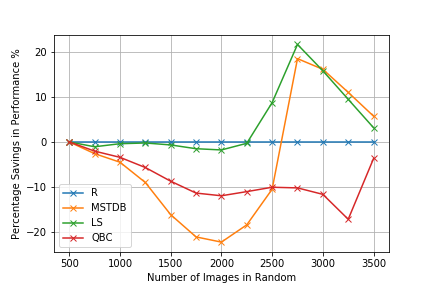 Percentage Savings in Performance %
20
10
0
−10
−20
R
MSTDB
LS
QBC
500 1000 1500 2000 2500 3000 3500
Number of Images in Random